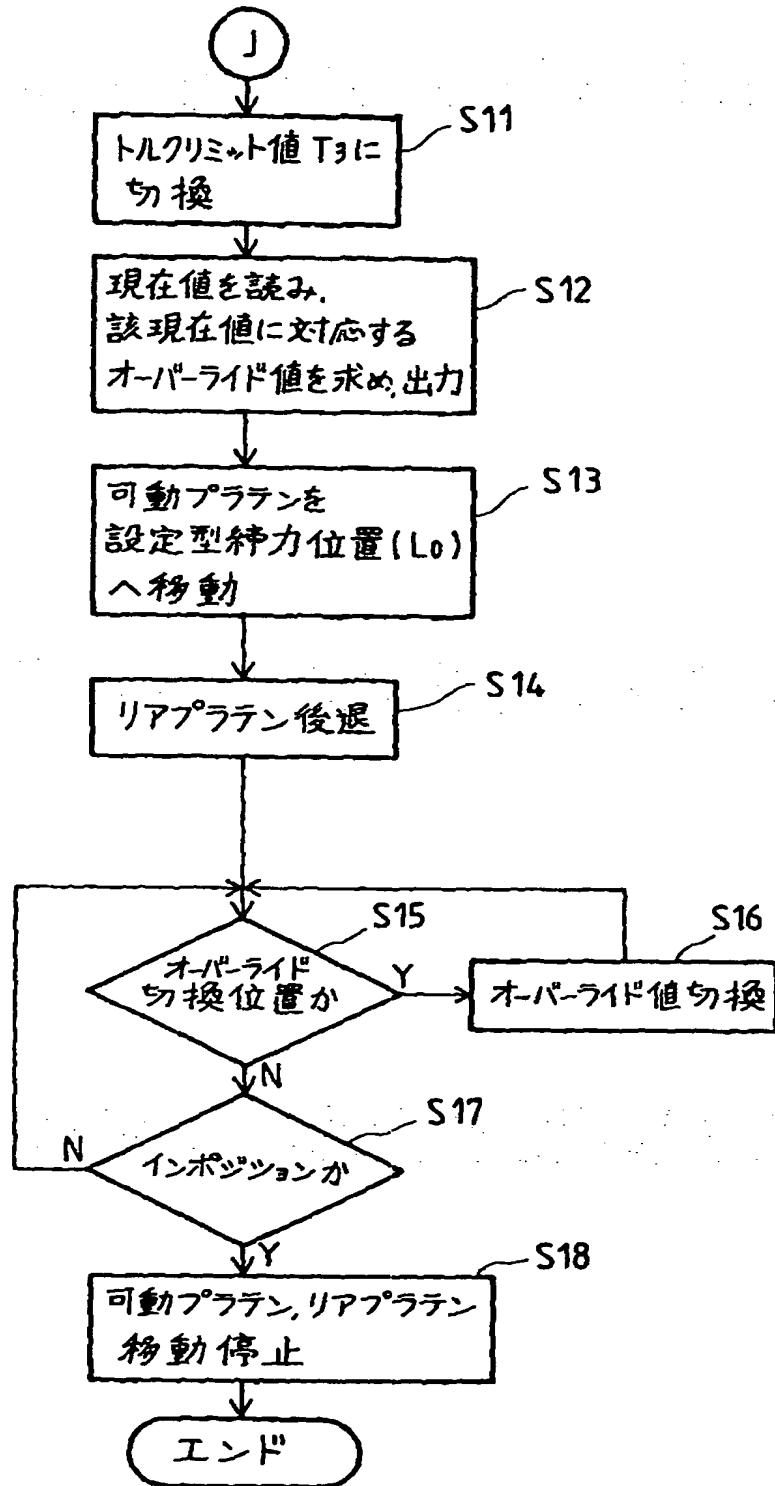 J
S11
トルクリミット値 T3に
切換
S12
現在値を読み,
該現在値に対応する
オーバーライド値を求め,出力
S13
可動プラテンを
設定型締力位置(L0)
へ移動
S14
リアプラテン後退
S15
オーバーライド
切換位置か
Y
S16
オーバーライド値切換
N
S17
インポジションか
N
Y
S18
可動プラテン,リアプラテン
移動停止
エンド